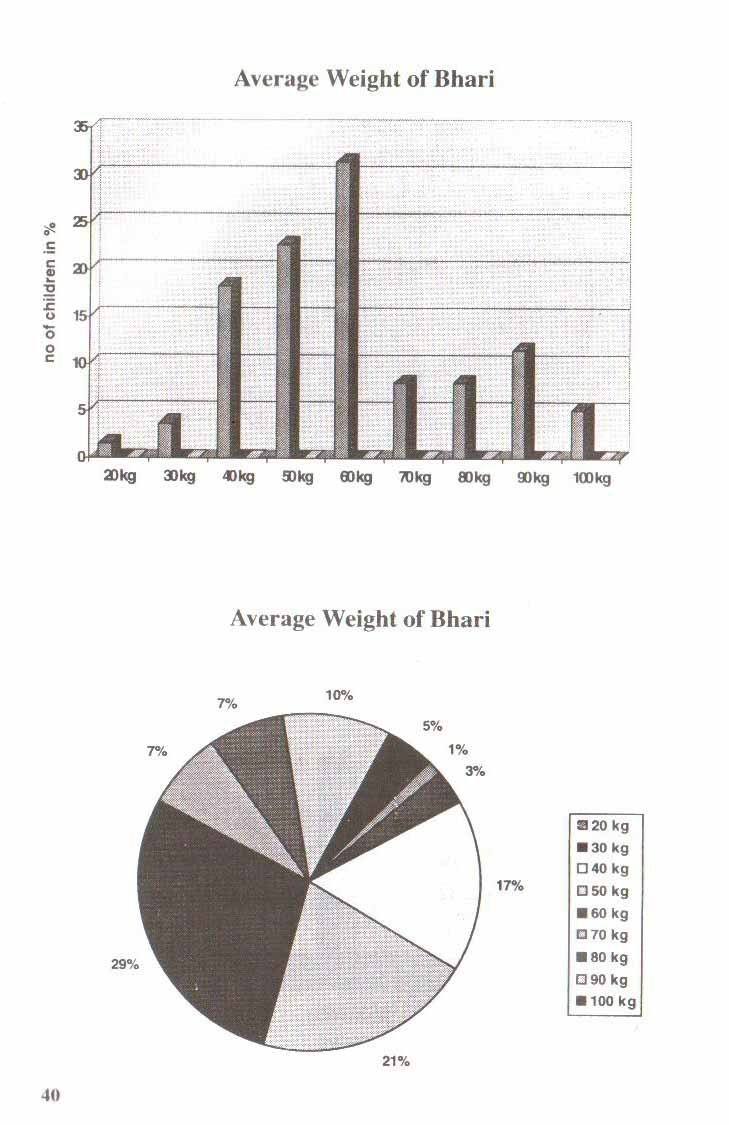 Average Weight of Bhari
no of children in %
35
30
25
20
15
10
5
0
20kg 30kg 40kg 50kg 60kg 70kg 80kg 90kg 100kg
Average Weight of Bhari
10%
7%
5%
7%
1%
3%
17%
29%
21%
20 kg
30 kg
40 kg
50 kg
60 kg
70 kg
80 kg
90 kg
100 kg
40